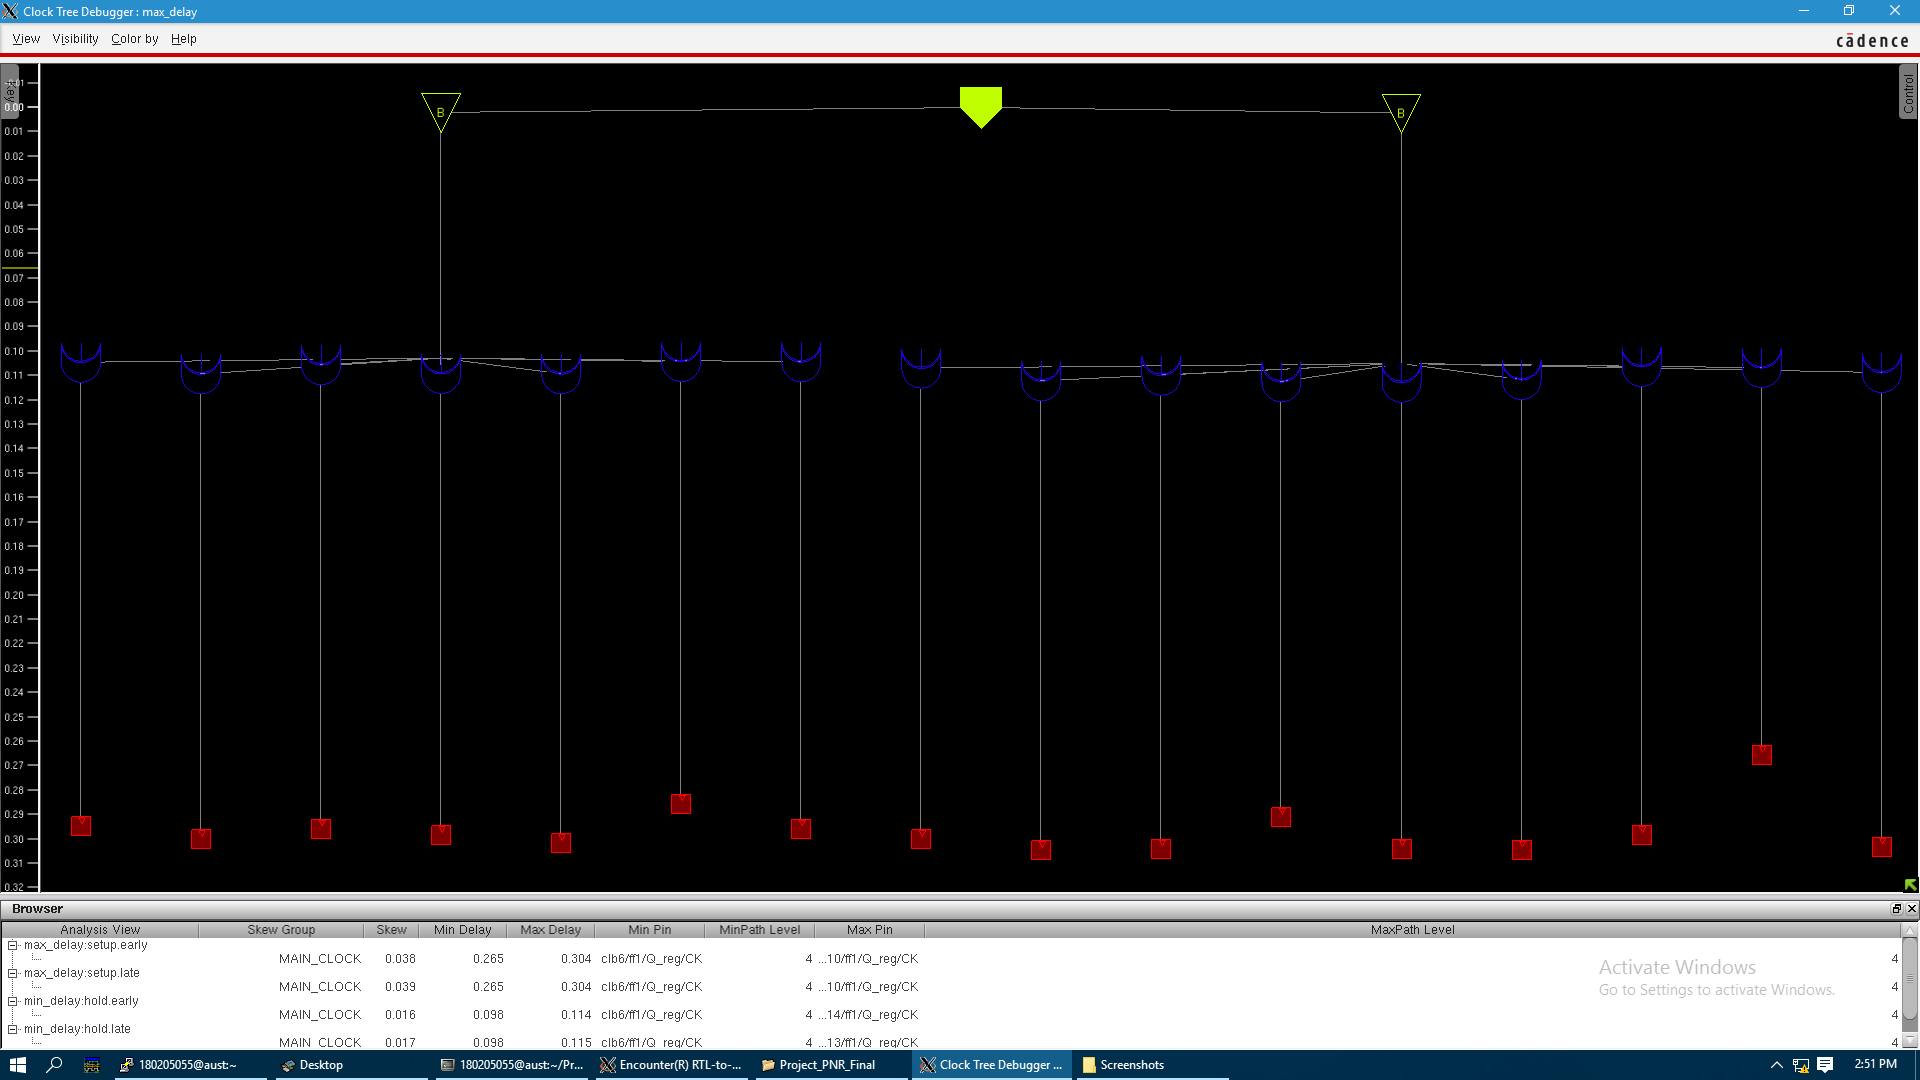 Clock Tree Debugger : max_delay
View Visibility Color by Help
cādence
Key
Control
-0.01
0.00
0.01
0.02
0.03
0.04
0.05
0.06
0.07
0.08
0.09
0.10
0.11
0.12
0.13
0.14
0.15
0.16
0.17
0.18
0.19
0.20
0.21
0.22
0.23
0.24
0.25
0.26
0.27
0.28
0.29
0.30
0.31
0.32
B B
Browser
Analysis View Skew Group Skew Min Delay Max Delay Min Pin MinPath Level Max Pin MaxPath Level
max_delay:setup.early
MAIN_CLOCK 0.038 0.265 0.304 clb6/ff1/Q_reg/CK 4 ...10/ff1/Q_reg/CK 4
max_delay:setup.late
MAIN_CLOCK 0.039 0.265 0.304 clb6/ff1/Q_reg/CK 4 ...10/ff1/Q_reg/CK 4
min_delay:hold.early
MAIN_CLOCK 0.016 0.098 0.114 clb6/ff1/Q_reg/CK 4 ...14/ff1/Q_reg/CK 4
min_delay:hold.late
MAIN_CLOCK 0.017 0.098 0.115 clb6/ff1/Q_reg/CK 4 ...13/ff1/Q_reg/CK 4
Activate Windows
Go to Settings to activate Windows.
180205055@aust:~ Desktop 180205055@aust:~/Pr... Encounter(R) RTL-to-... Project_PNR_Final Clock Tree Debugger ... Screenshots 2:51 PM